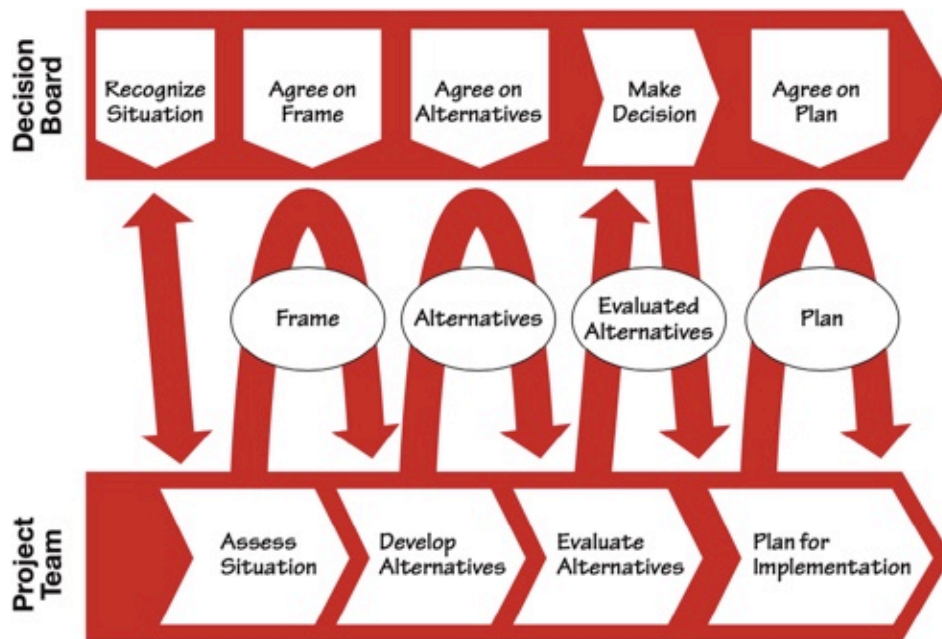 Decision
Board
Recognize
Situation
Agree on
Frame
Agree on
Alternatives
Make
Decision
Agree on
Plan
Frame
Alternatives
Evaluated
Alternatives
Plan
Project
Team
Assess
Situation
Develop
Alternatives
Evaluate
Alternatives
Plan for
Implementation